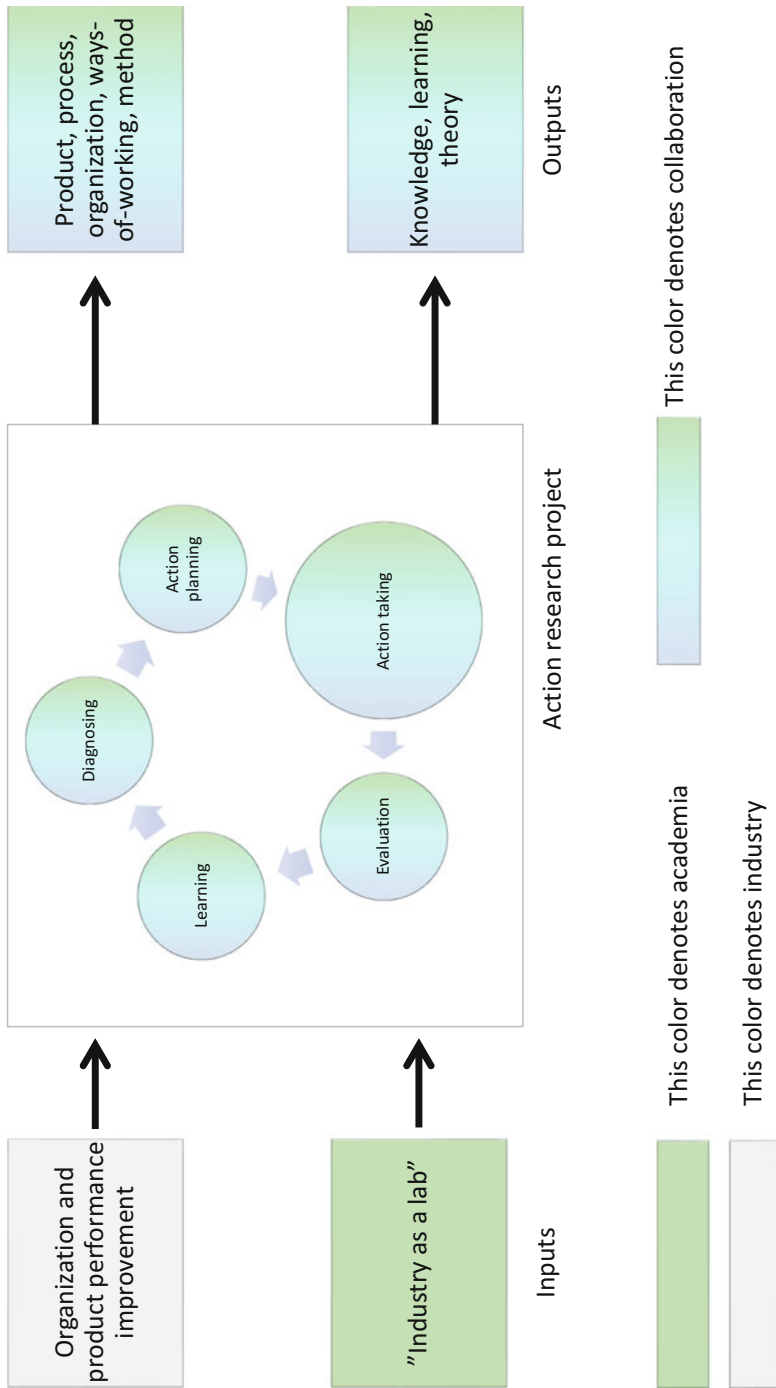 Organization and
product performance
improvement
”Industry as a lab”
Inputs
Diagnosing
Action
planning
Action taking
Evaluation
Learning
Action research project
Product, process,
organization, ways-
of-working, method
Knowledge, learning,
theory
Outputs
This color denotes academia
This color denotes industry
This color denotes collaboration